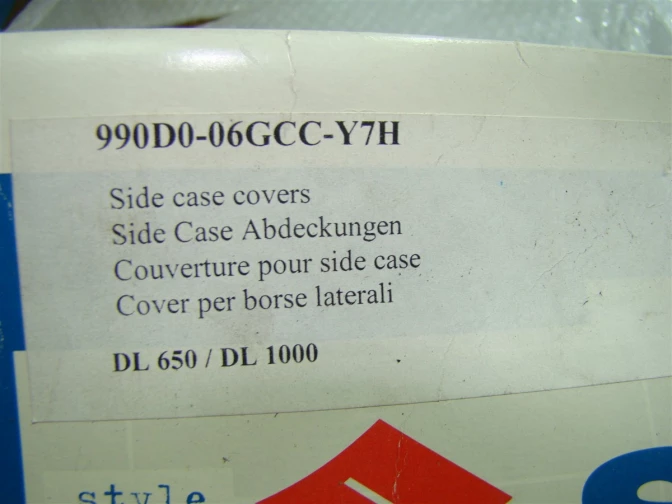 990D0-06GCC-Y7H
Side case covers
Side Case Abdeckungen
Couverture pour side case
Cover per borse laterali
DL 650 / DL 1000
style
S